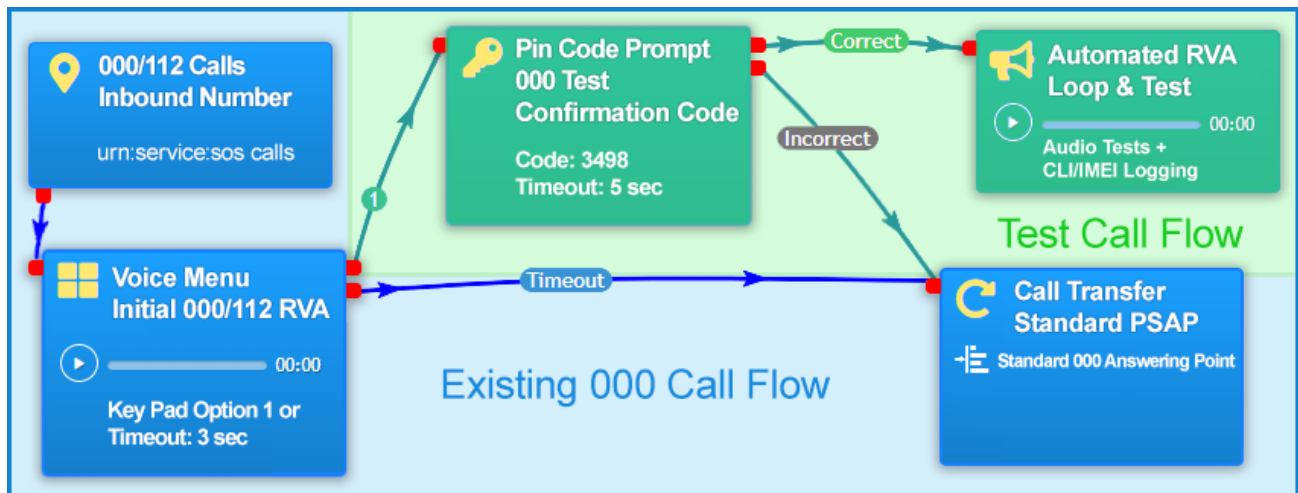 000/112 Calls
Inbound Number
urn:service:sos calls
Voice Menu
Initial 000/112 RVA
00:00
Key Pad Option 1 or
Timeout: 3 sec
1
Pin Code Prompt
000 Test
Confirmation Code
Code: 3498
Timeout: 5 sec
Correct
Incorrect
Timeout
Automated RVA
Loop & Test
00:00
Audio Tests +
CLI/IMEI Logging
Test Call Flow
Call Transfer
Standard PSAP
Standard 000 Answering Point
Existing 000 Call Flow